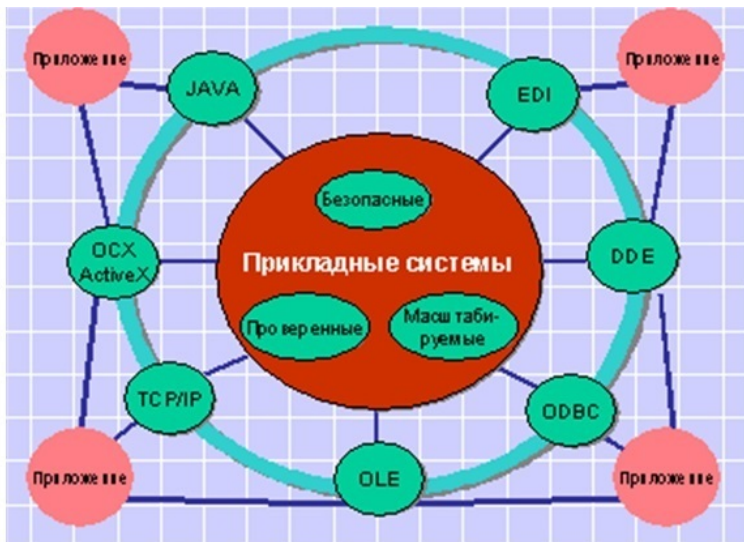 Приложение
Приложение
JAVA
EDI
Безопасные
OCX
ActiveX
Прикладные системы
DDE
Проверенные
Масштаби-
руемые
TCP/IP
ODBC
Приложение
OLE
Приложение